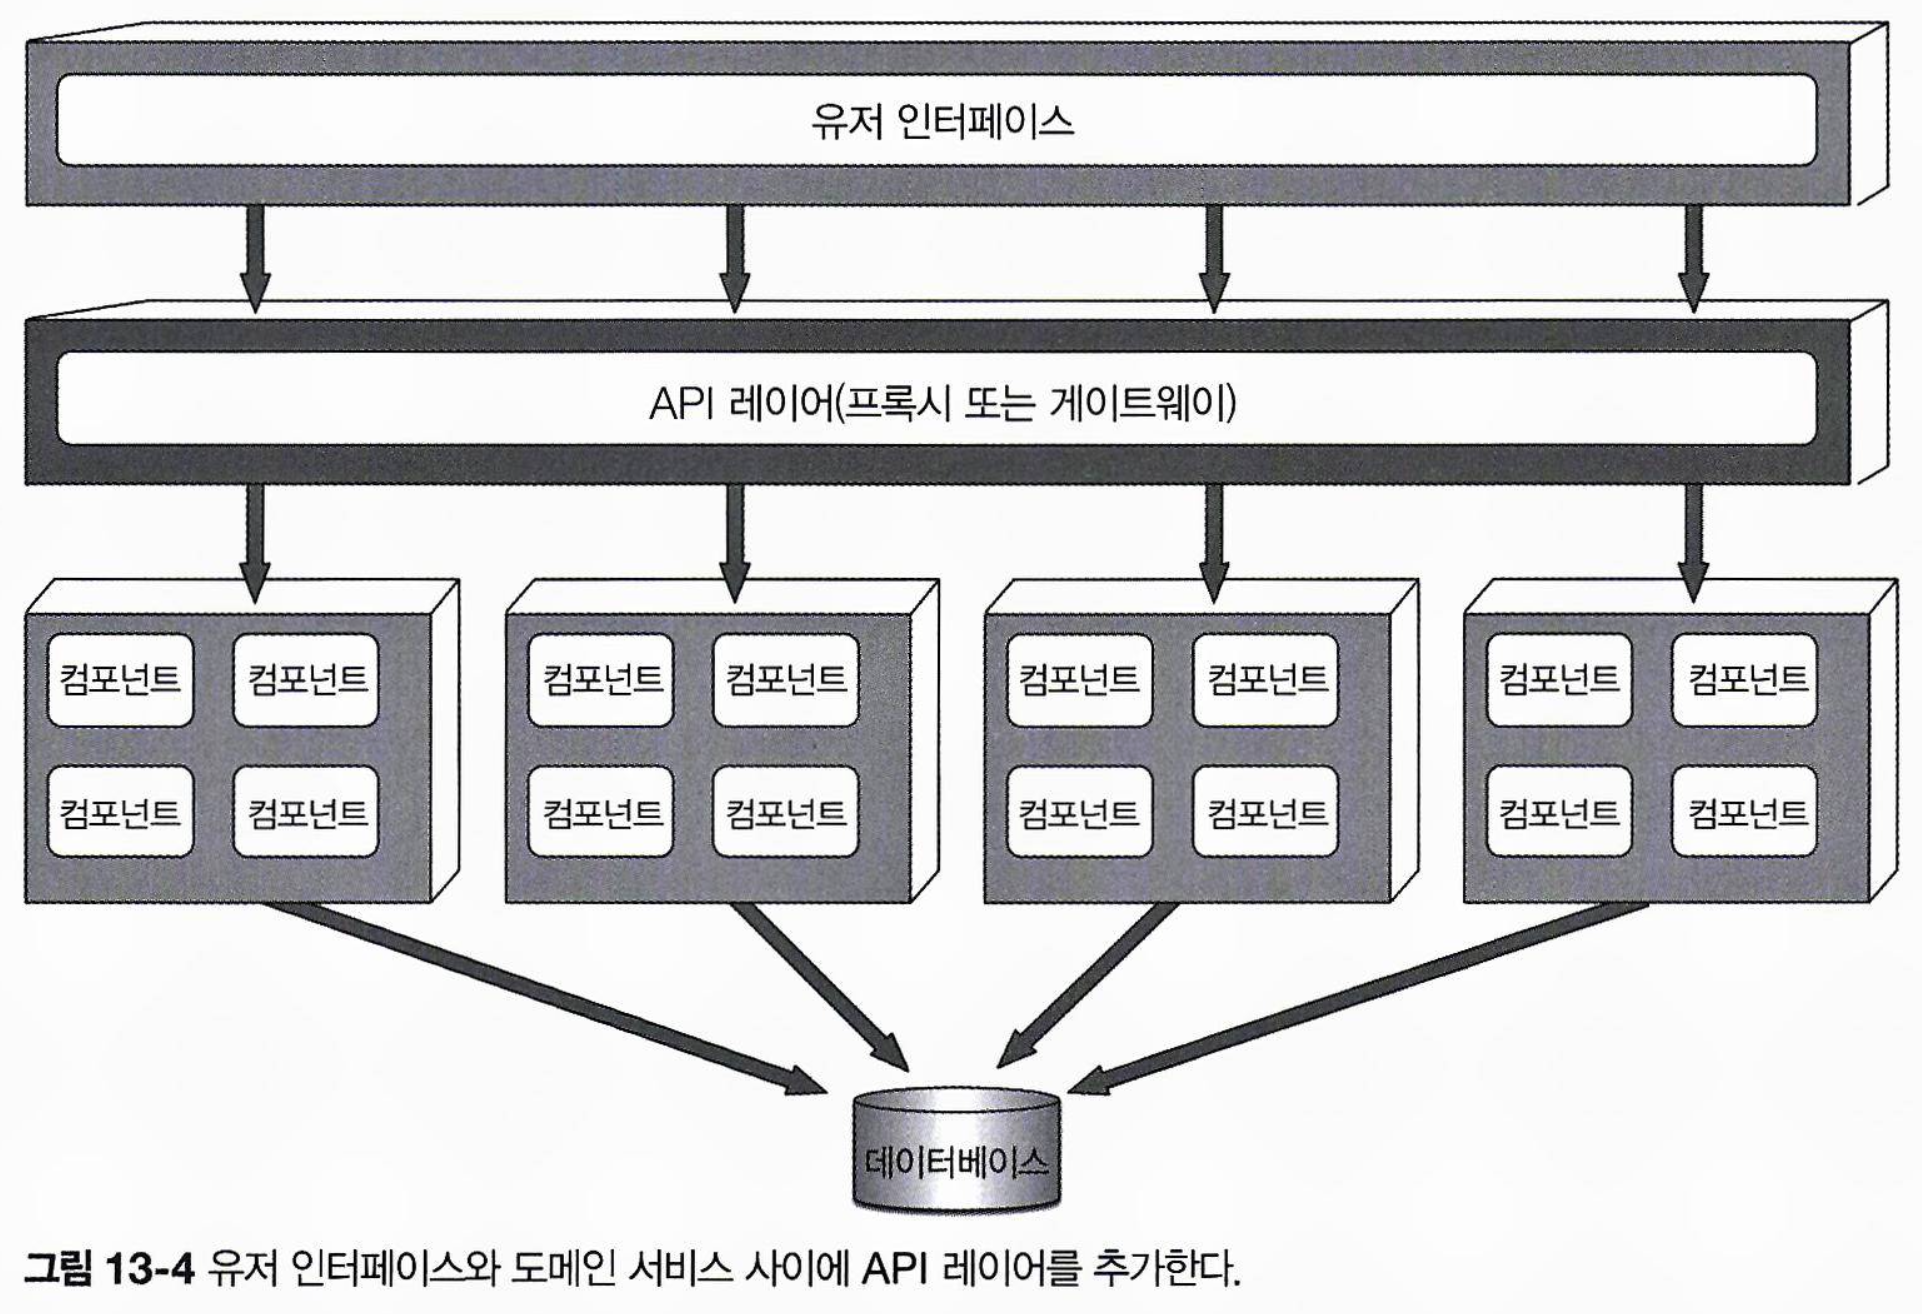 유저 인터페이스
API 레이어(프록시 또는 게이트웨이)
컴포넌트 컴포넌트 컴포넌트 컴포넌트 컴포넌트 컴포넌트 컴포넌트 컴포넌트
컴포넌트 컴포넌트 컴포넌트 컴포넌트 컴포넌트 컴포넌트 컴포넌트 컴포넌트
데이터베이스
그림 13-4 유저 인터페이스와 도메인 서비스 사이에 API 레이어를 추가한다.